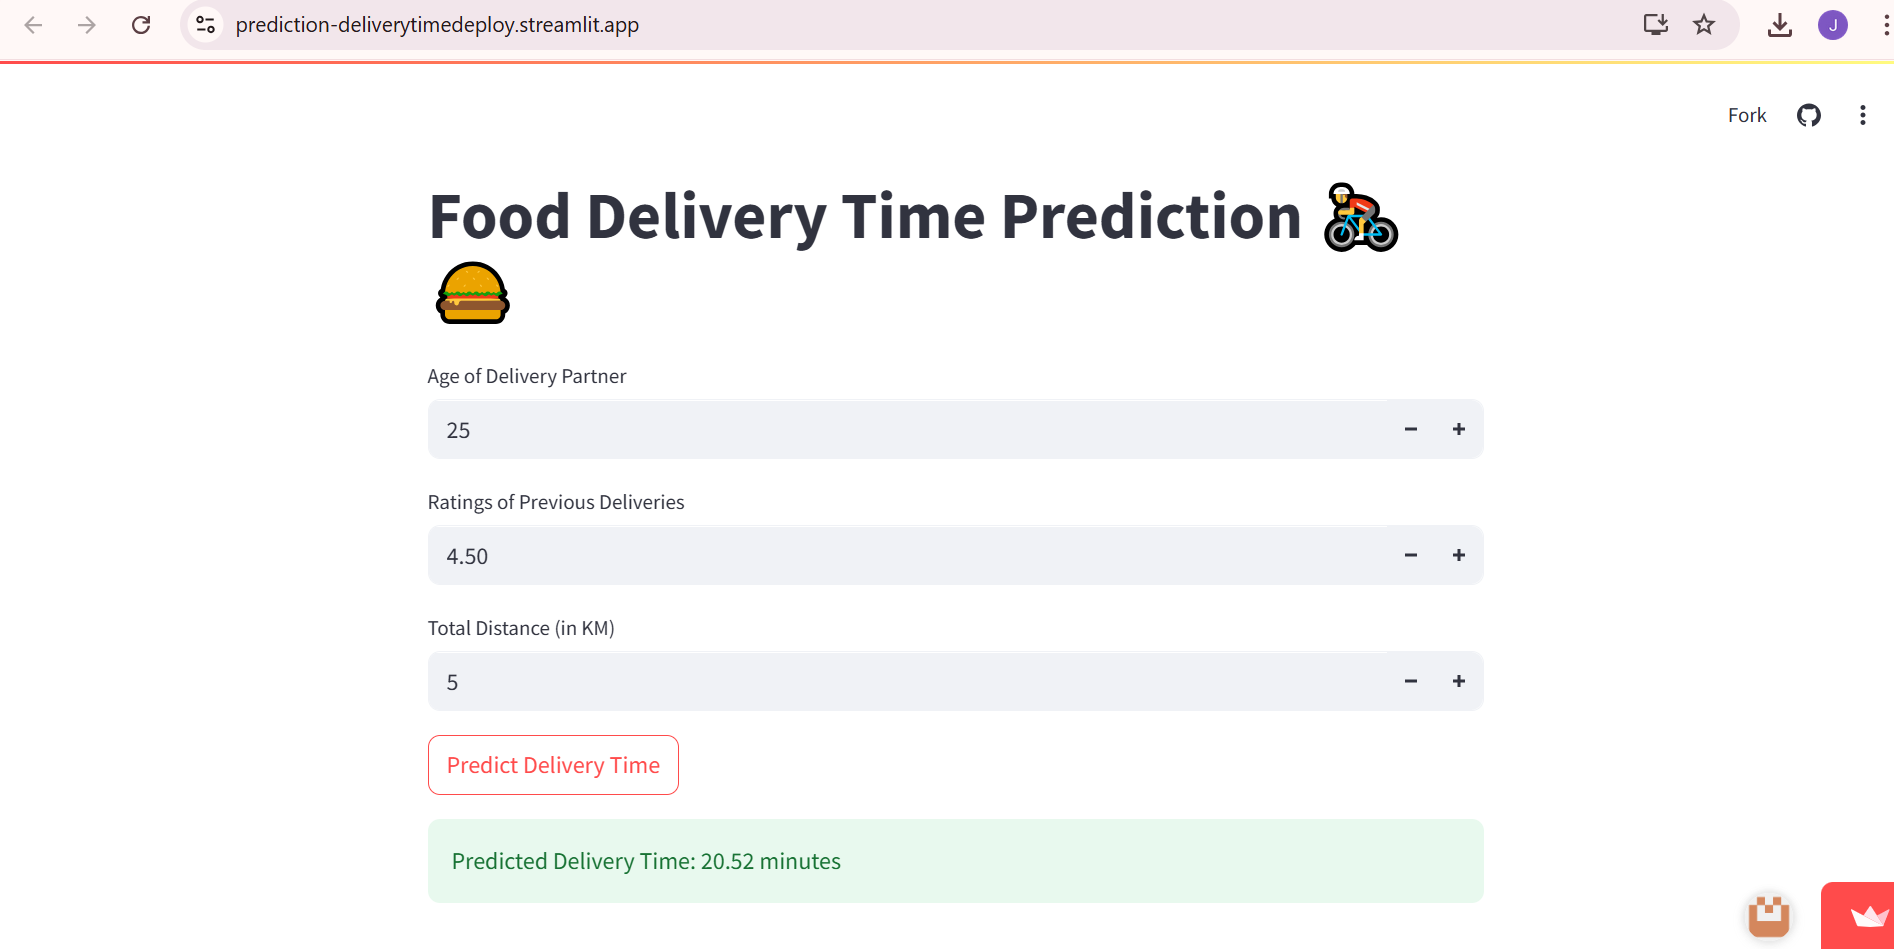 prediction-deliverytimedeploy.streamlit.app
J
Fork
Food Delivery Time Prediction 🚴
🍔
Age of Delivery Partner
25
Ratings of Previous Deliveries
4.50
Total Distance (in KM)
5
Predict Delivery Time
Predicted Delivery Time: 20.52 minutes